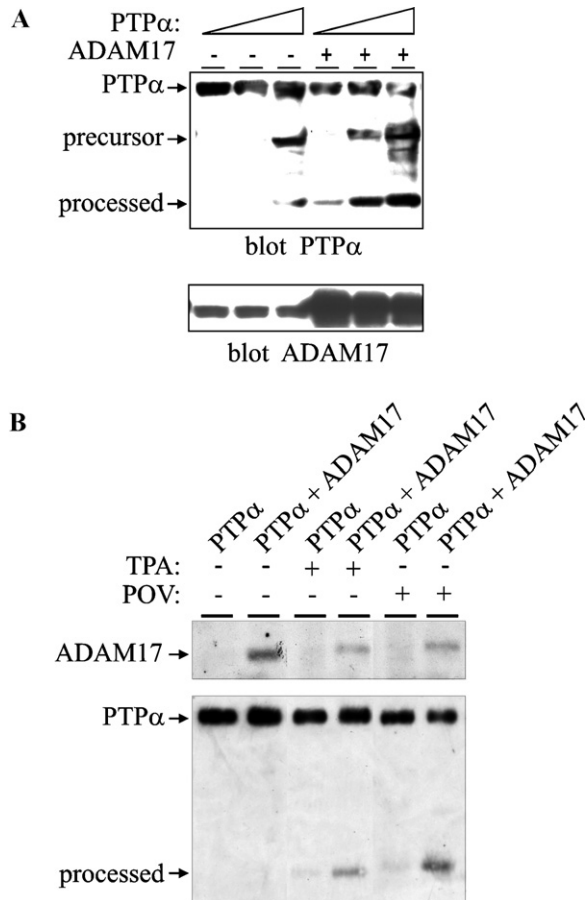 A
PTPα:
ADAM17 - - - + + +
PTPα
precursor
processed
blot PTPα
blot ADAM17
B
PTPα PTPα + ADAM17 PTPα PTPα + ADAM17 PTPα PTPα + ADAM17
TPA: - - + + - -
POV: - - - - + +
ADAM17
PTPα
processed